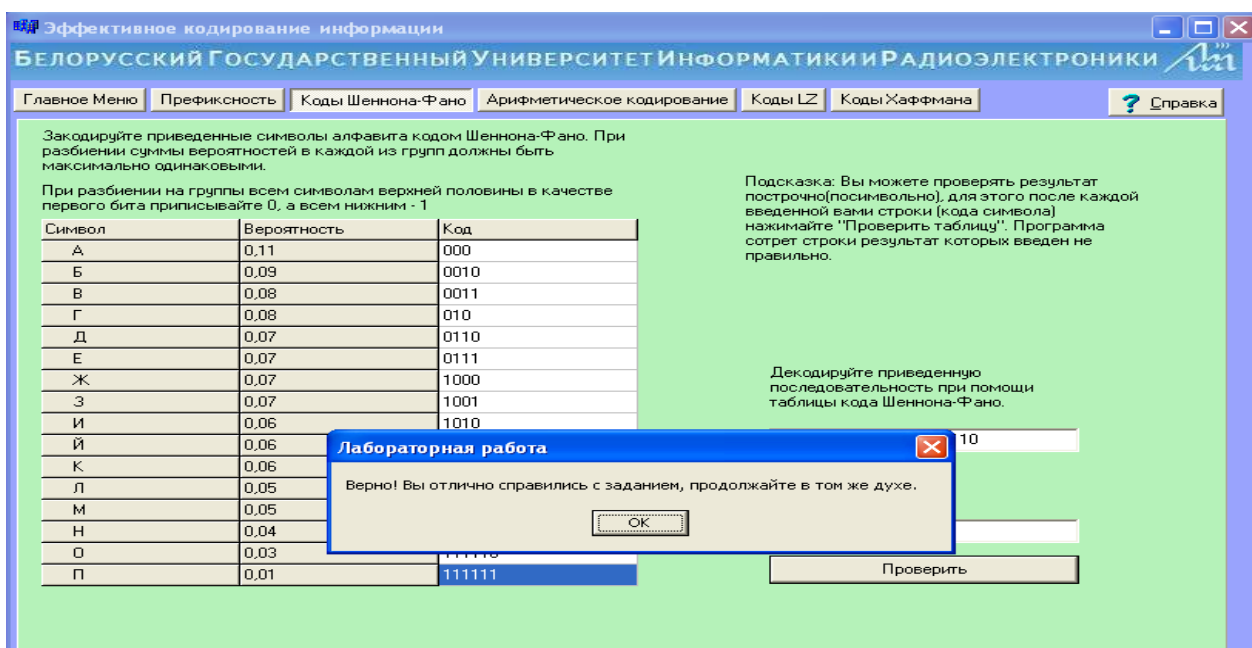 Эффективное кодирование информации
БЕЛОРУССКИЙ ГОСУДАРСТВЕННЫЙ УНИВЕРСИТЕТ ИНФОРМАТИКИ И РАДИОЭЛЕКТРОНИКИ
Главное Меню Префиксность Коды Шеннона-Фано Арифметическое кодирование Коды LZ Коды Хаффмана ? Справка
Закодируйте приведенные символы алфавита кодом Шеннона-Фано. При
разбиении суммы вероятностей в каждой из групп должны быть
максимально одинаковыми.
При разбиении на группы всем символам верхней половины в качестве
первого бита приписывайте 0, а всем нижним - 1
Символ Вероятность Код
А 0,11 000
Б 0,09 0010
В 0,08 0011
Г 0,08 010
Д 0,07 0110
Е 0,07 0111
Ж 0,07 1000
З 0,07 1001
И 0,06 1010
Й 0,06
К 0,06
Л 0,05
М 0,05
Н 0,04
О 0,03 111110
П 0,01 111111
Подсказка: Вы можете проверять результат
построчно(посимвольно), для этого после каждой
введенной вами строки (кода символа)
нажимайте "Проверить таблицу". Программа
сотрет строки результат которых введен не
правильно.
Декодируйте приведенную
последовательность при помощи
таблицы кода Шеннона-Фано.
10
Проверить
Лабораторная работа
Верно! Вы отлично справились с заданием, продолжайте в том же духе.
ОК